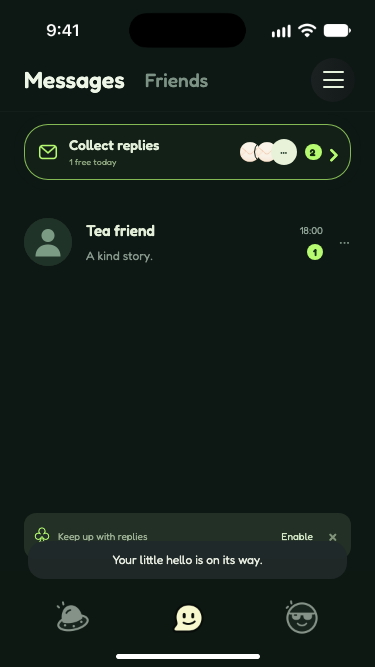 9:41
Messages Friends
Collect replies
1 free today
2
Tea friend
18:00
A kind story.
1
Keep up with replies Enable
Your little hello is on its way.